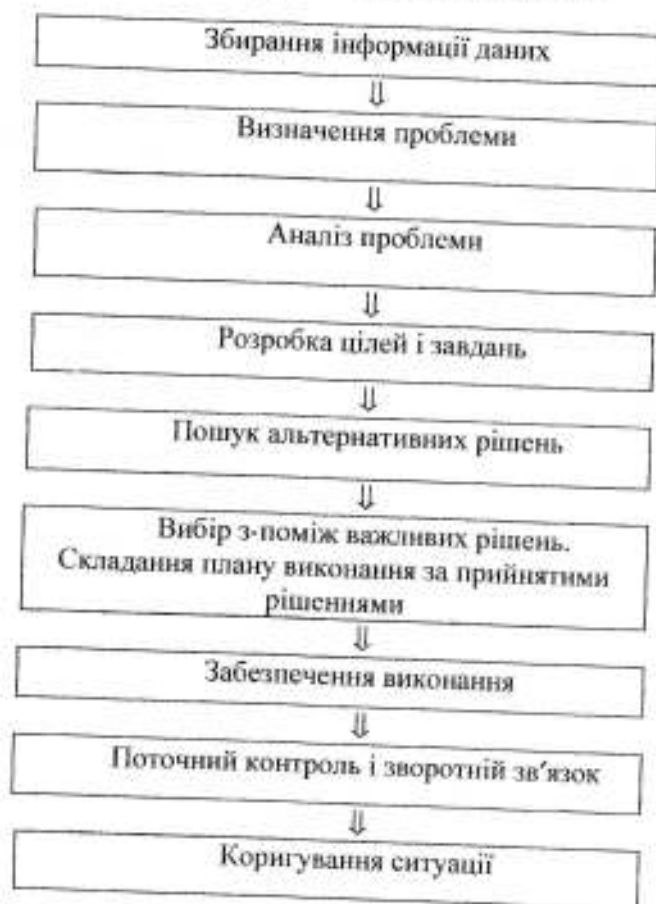 Збирання інформації даних
⇓
Визначення проблеми
⇓
Аналіз проблеми
⇓
Розробка цілей і завдань
⇓
Пошук альтернативних рішень
⇓
Вибір з-поміж важливих рішень.
Складання плану виконання за прийнятими
рішеннями
⇓
Забезпечення виконання
⇓
Поточний контроль і зворотній зв'язок
⇓
Коригування ситуації